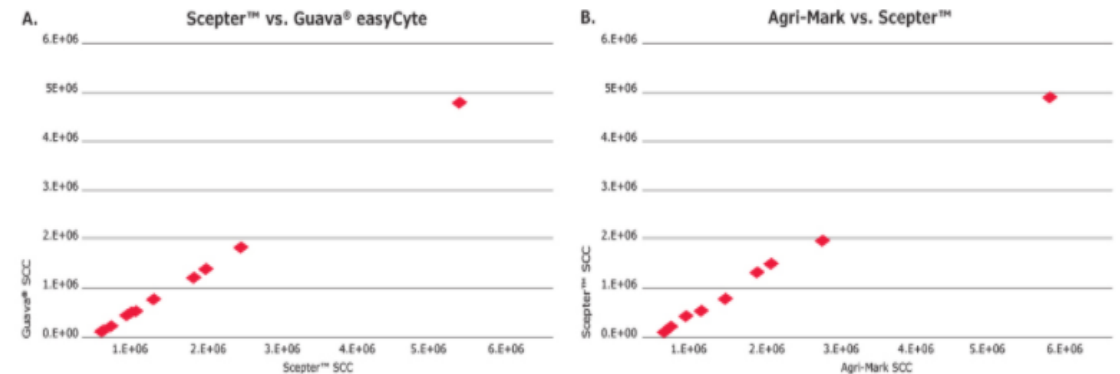 A. Scepter™ vs. Guava® easyCyte
6.E+06
5E+06
4.E+06
3.E+06
2.E+06
1.E+06
0.E+00
Guava® SCC
1.E+06 2.E+06 3.E+06 4.E+06 5.E+06 6.E+06
Scepter™ SCC
B. Agri-Mark vs. Scepter™
6.E+06
5E+06
4.E+06
3.E+06
2.E+06
1.E+06
0.E+00
Scepter™ SCC
1.E+06 2.E+06 3.E+06 4.E+06 5.E+06 6.E+06
Agri-Mark SCC